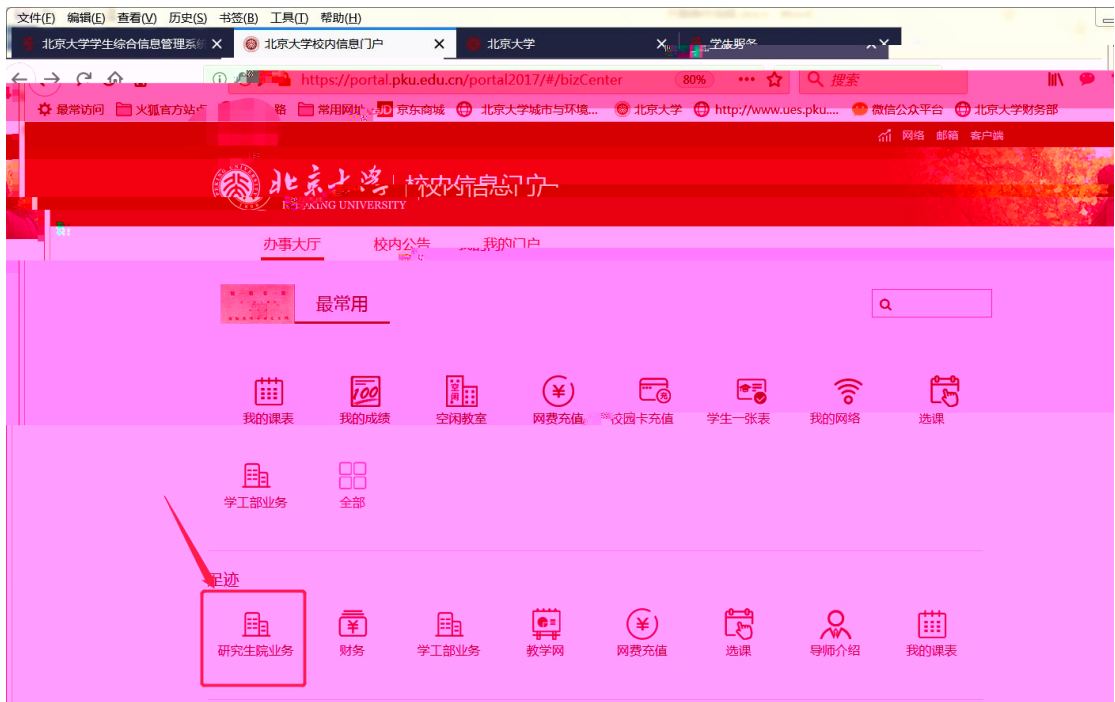 文件(F) 编辑(E) 查看(V) 历史(S) 书签(B) 工具(T) 帮助(H)
北京大学学生综合信息管理系统 × 北京大学校内信息门户 × 北京大学 × ×
https://portal.pku.edu.cn/portal2017/#/bizCenter 80% ••• 搜索
最常访问 火狐官方站点 常用网址 JD 京东商城 北京大学城市与环境... 北京大学 http://www.ues.pku.... 微信公众平台 北京大学财务部
网络 邮箱 客户端
北京大学 校内信息门户
PEKING UNIVERSITY
办事大厅 校内公告 我的门户
最常用
我的课表 我的成绩 空闲教室 网费充值 校园卡充值 学生一张表 我的网络 选课
学工部业务 全部
足迹
研究生院业务 财务 学工部业务 教学网 网费充值 选课 导师介绍 我的课表